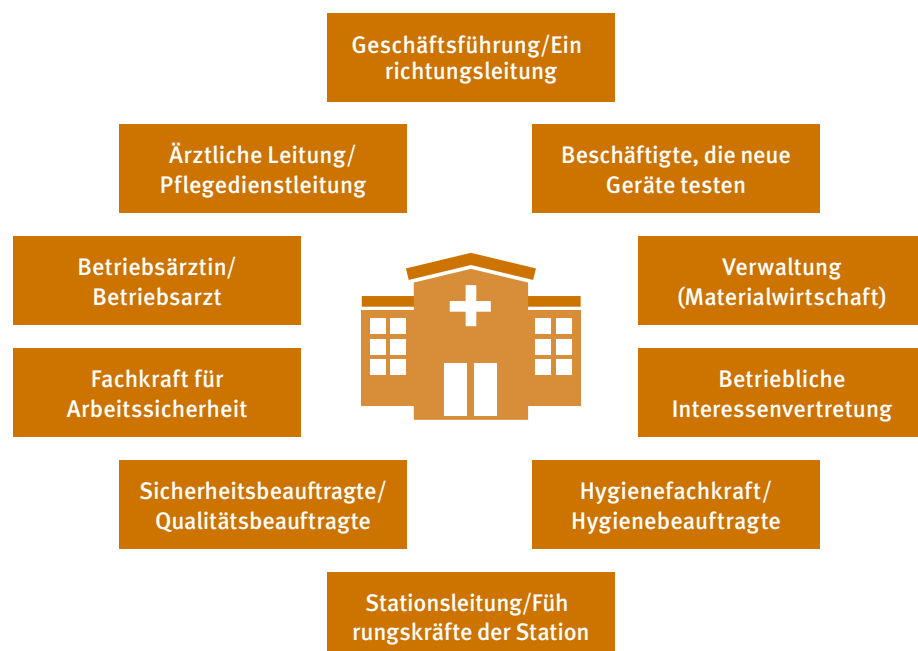 Geschäftsführung/Ein
richtungsleitung
Ärztliche Leitung/
Pflegedienstleitung
Beschäftigte, die neue
Geräte testen
Betriebsärztin/
Betriebsarzt
Verwaltung
(Materialwirtschaft)
Fachkraft für
Arbeitssicherheit
Betriebliche
Interessenvertretung
Sicherheitsbeauftragte/
Qualitätsbeauftragte
Hygienefachkraft/
Hygienebeauftragte
Stationsleitung/Füh
rungskräfte der Station